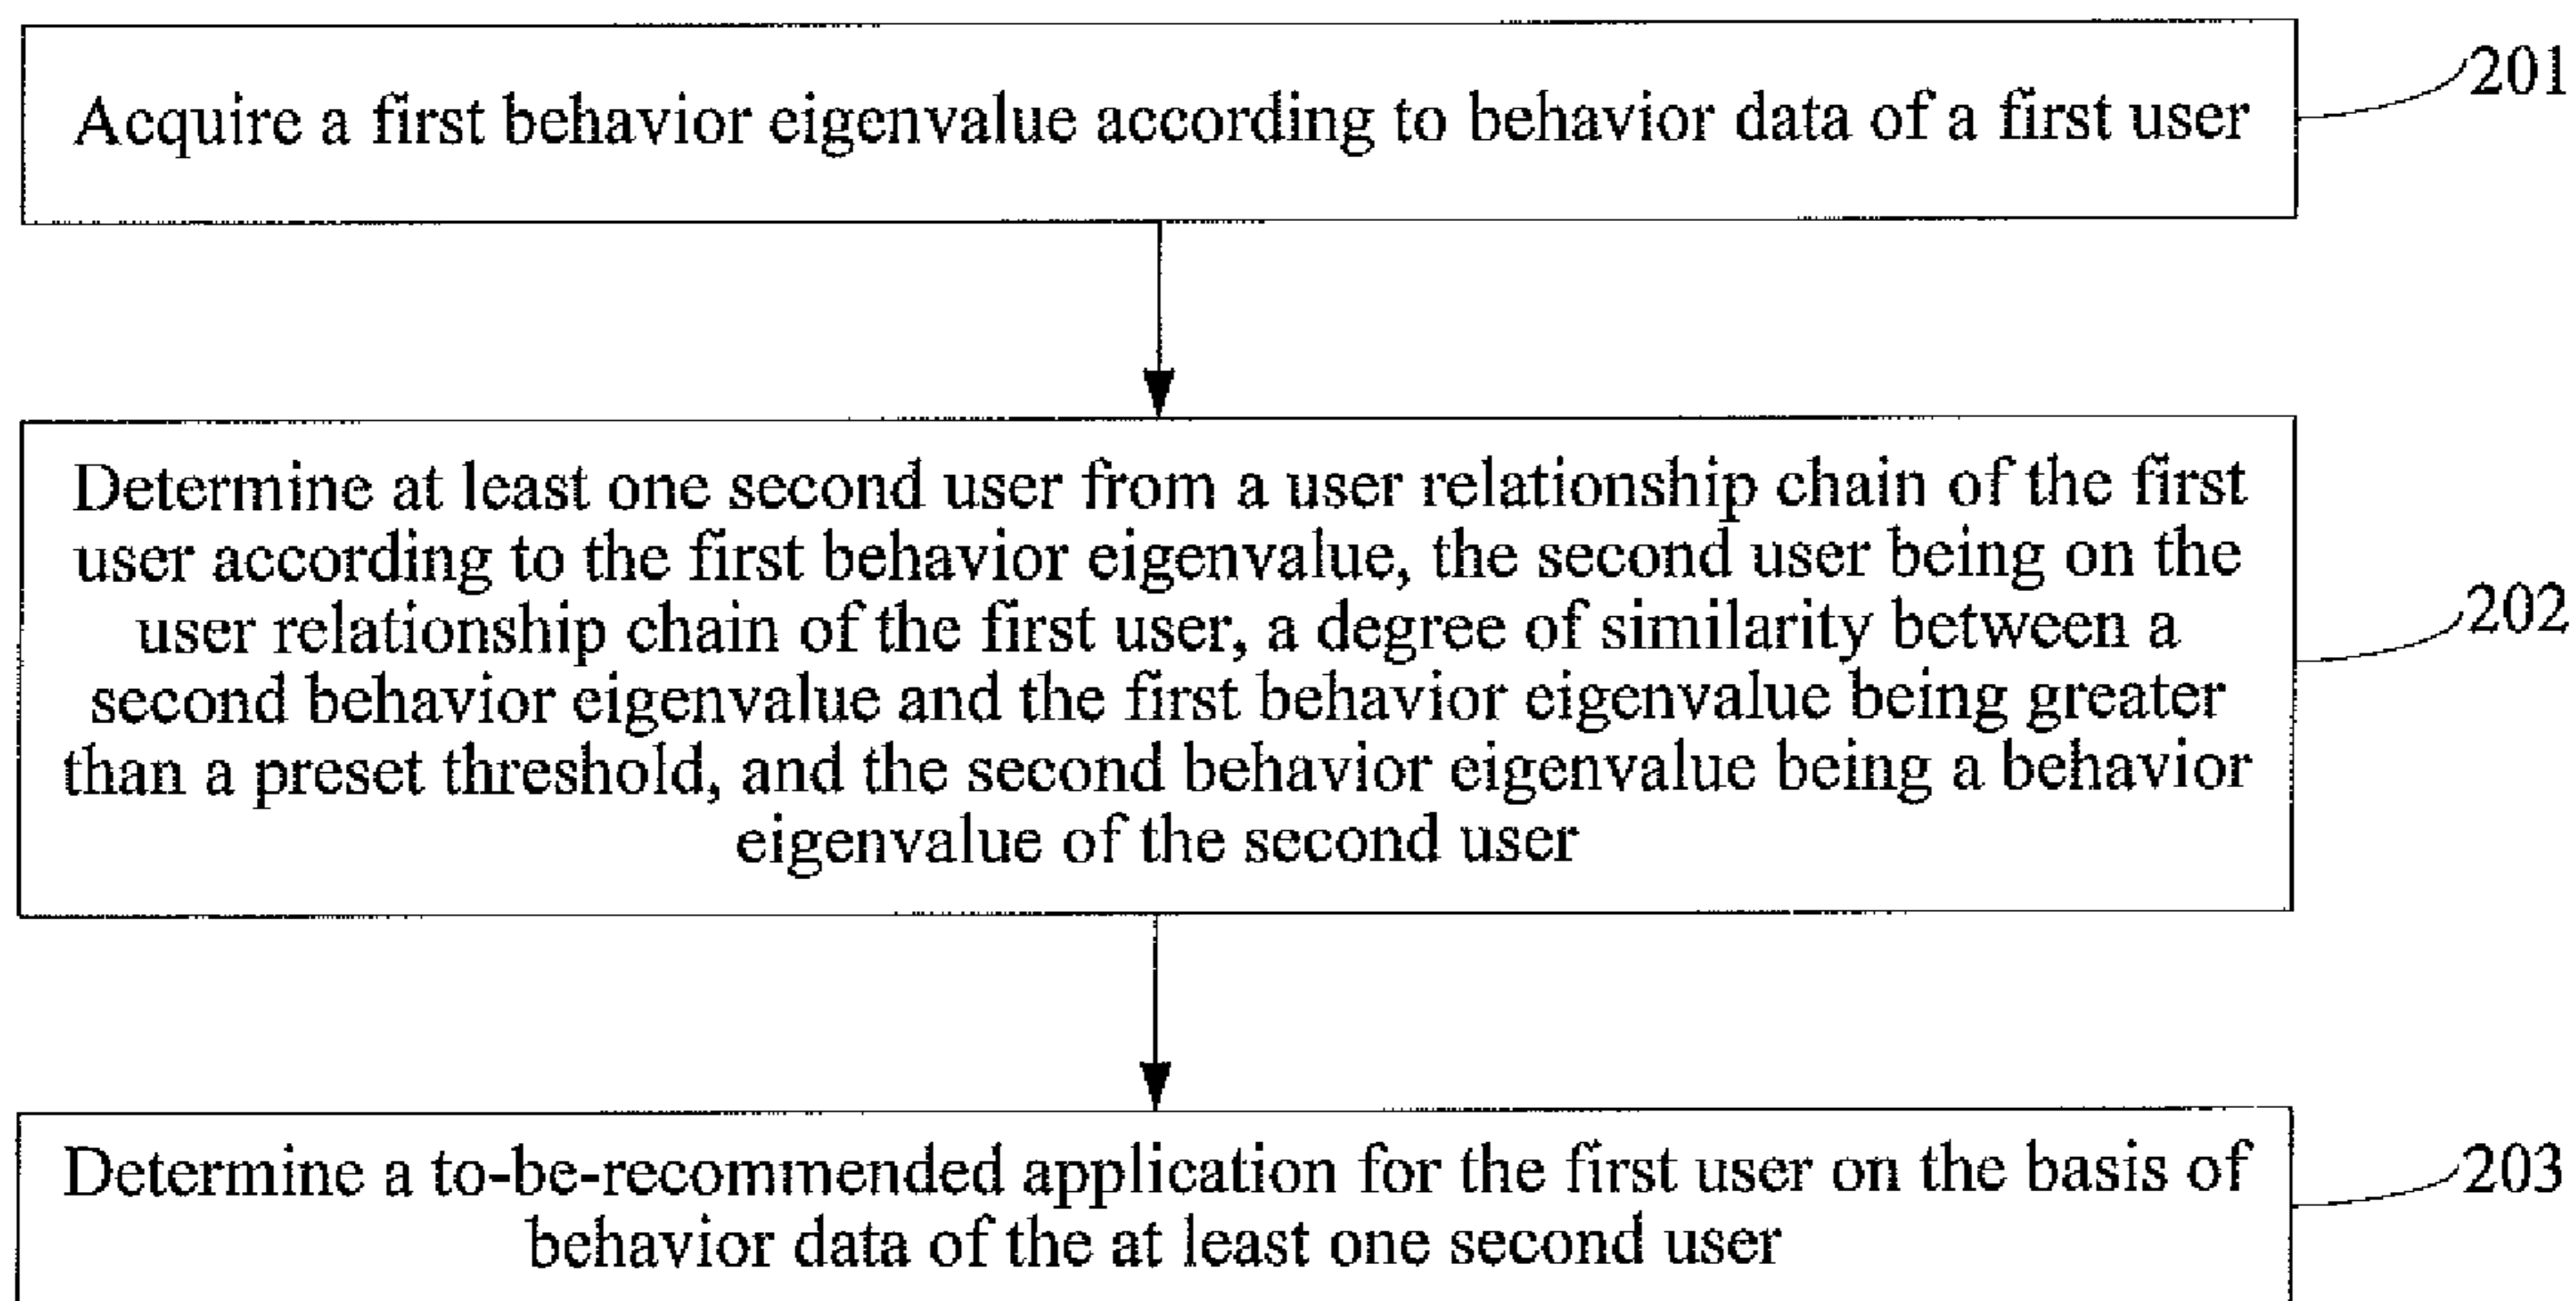 Acquire a first behavior eigenvalue according to behavior data of a first user
201
Determine at least one second user from a user relationship chain of the first
user according to the first behavior eigenvalue, the second user being on the
user relationship chain of the first user, a degree of similarity between a
second behavior eigenvalue and the first behavior eigenvalue being greater
than a preset threshold, and the second behavior eigenvalue being a behavior
eigenvalue of the second user
202
Determine a to-be-recommended application for the first user on the basis of
behavior data of the at least one second user
203